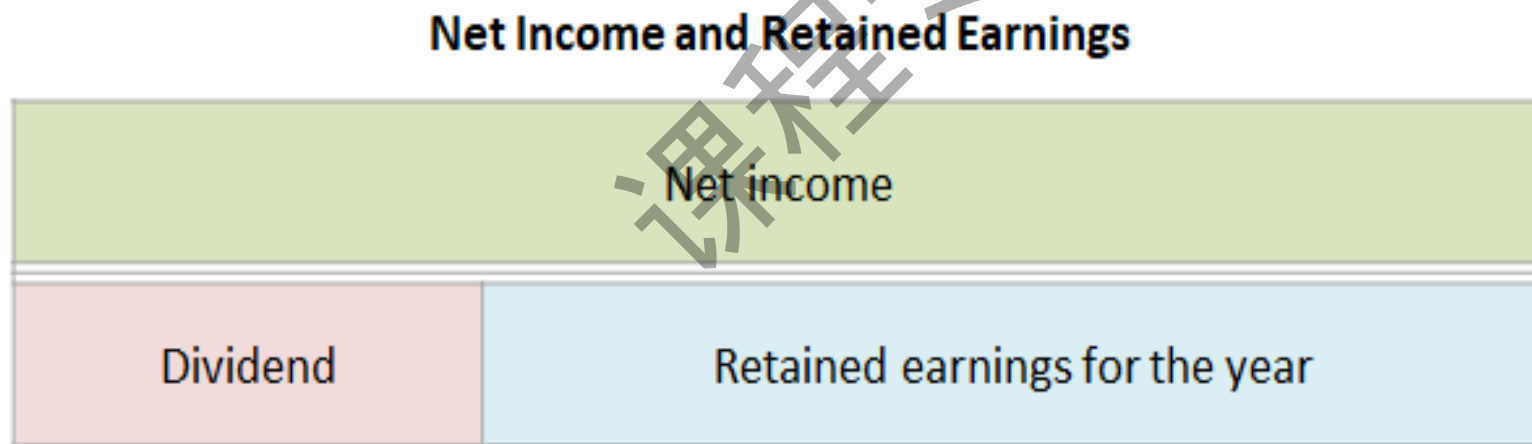 Net Income and Retained Earnings
课程
Net income
Dividend
Retained earnings for the year